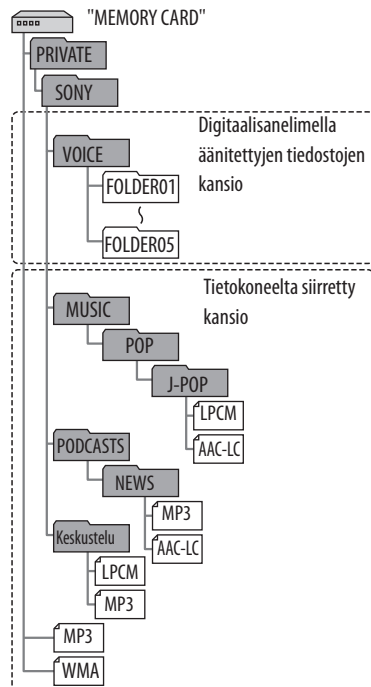 "MEMORY CARD"
PRIVATE
SONY
Digitaalisanelimella
äänitettyjen tiedostojen
kansio
VOICE
FOLDER01
FOLDER05
Tietokoneelta siirretty
kansio
MUSIC
POP
J-POP
LPCM
AAC-LC
PODCASTS
NEWS
MP3
AAC-LC
Keskustelu
LPCM
MP3
MP3
WMA